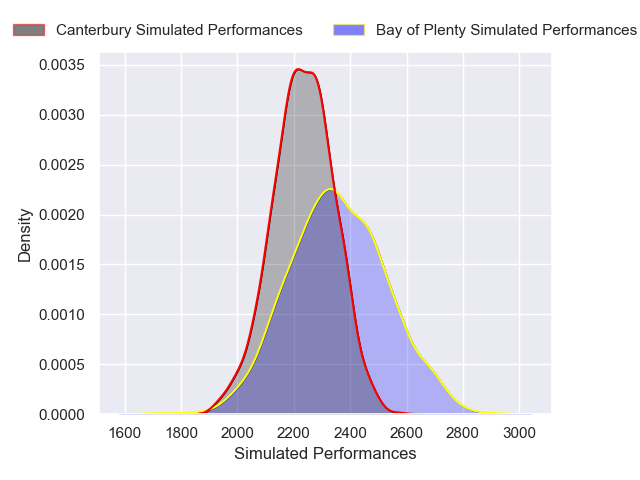 Canterbury Simulated Performances
Bay of Plenty Simulated Performances
0.0035
0.0030
0.0025
0.0020
0.0015
0.0010
0.0005
0.0000
Density
1600 1800 2000 2200 2400 2600 2800 3000
Simulated Performances